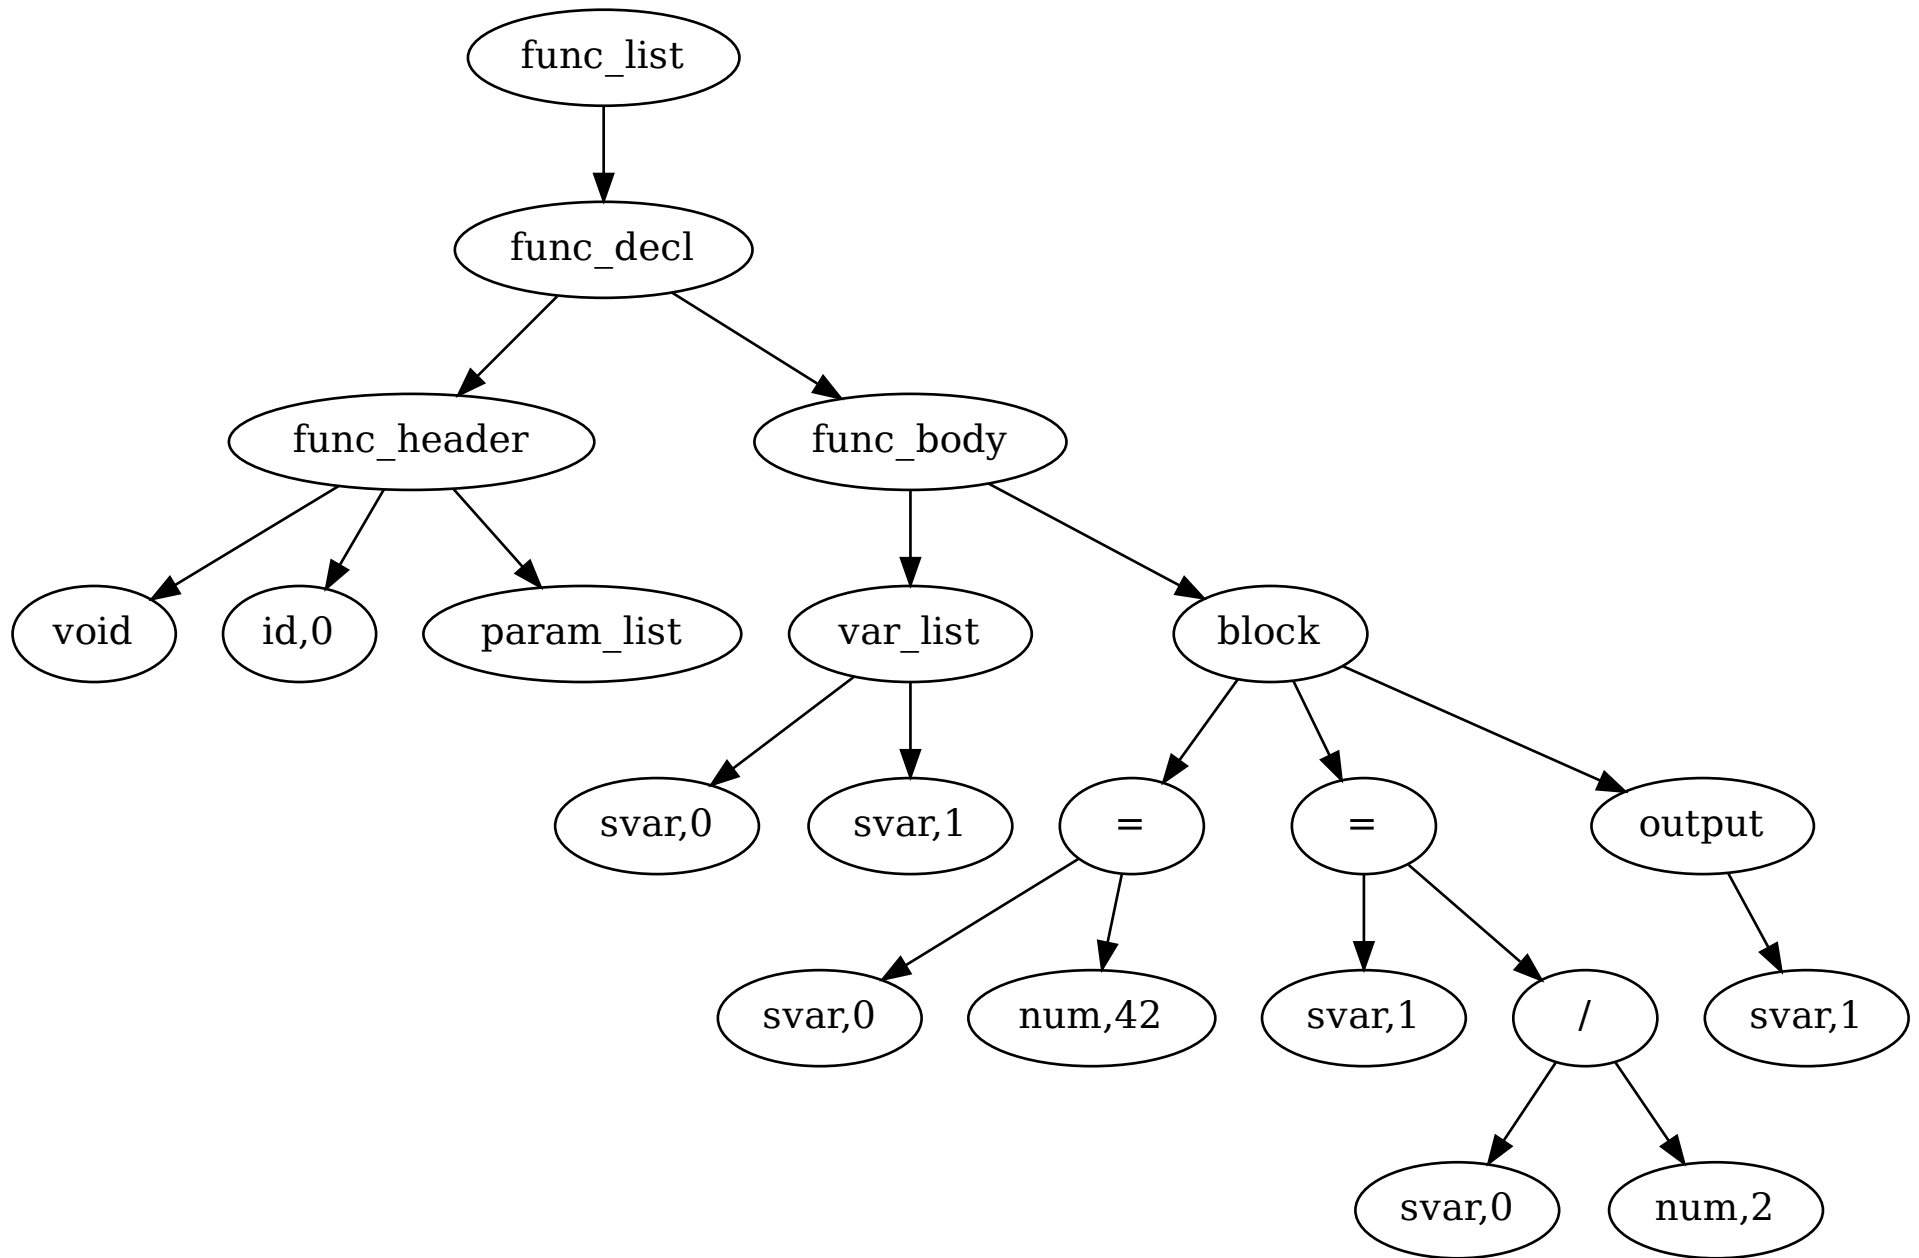 func_list
func_decl
func_header
func_body
void
id,0
param_list
var_list
block
svar,0
svar,1
=
=
output
svar,0
num,42
svar,1
/
svar,1
svar,0
num,2